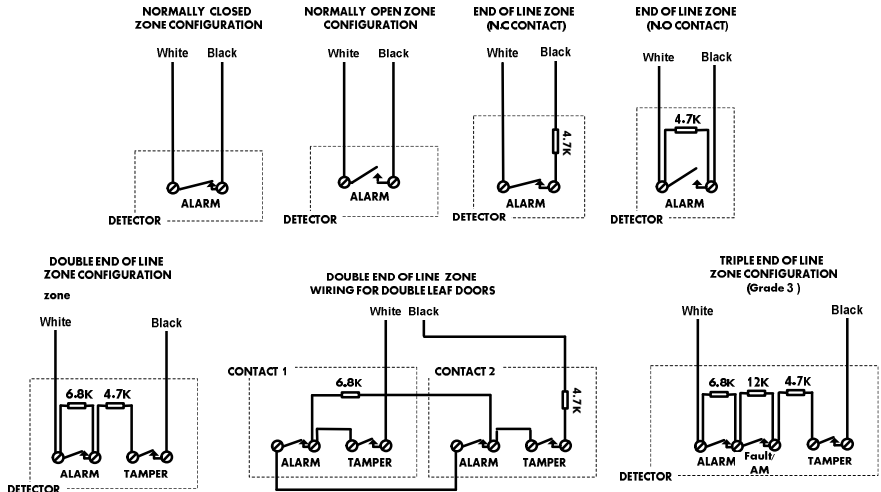 NORMALLY CLOSED
ZONE CONFIGURATION
White Black
ALARM
DETECTOR
NORMALLY OPEN ZONE
CONFIGURATION
White Black
ALARM
DETECTOR
END OF LINE ZONE
(N.C CONTACT)
White Black
4.7K
ALARM
DETECTOR
END OF LINE ZONE
(N.O CONTACT)
White Black
4.7K
ALARM
DETECTOR
DOUBLE END OF LINE
ZONE CONFIGURATION
zone
White Black
6.8K 4.7K
ALARM TAMPER
DETECTOR
DOUBLE END OF LINE ZONE
WIRING FOR DOUBLE LEAF DOORS
White Black
CONTACT 1 CONTACT 2
6.8K 4.7K
ALARM TAMPER ALARM TAMPER
TRIPLE END OF LINE
ZONE CONFIGURATION
(Grade 3 )
White Black
6.8K 12K 4.7K
ALARM Fault/ TAMPER
AM
DETECTOR